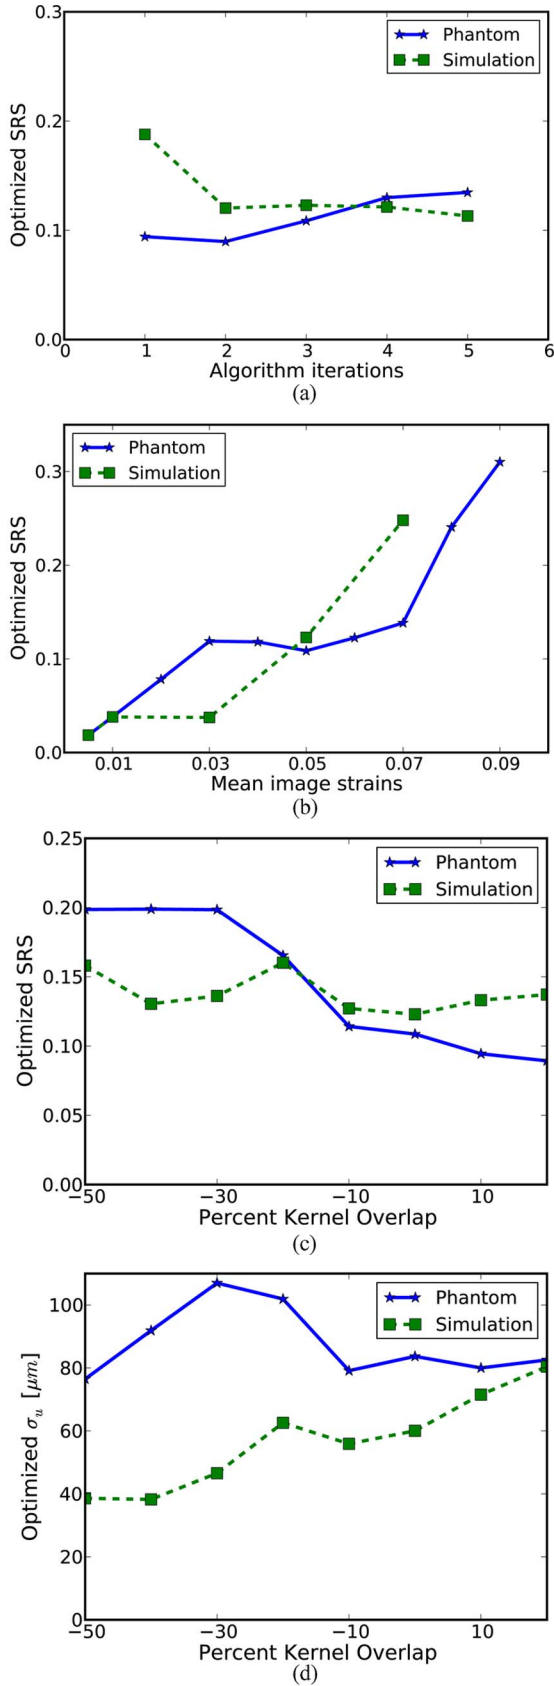 0.3
Phantom
Simulation
0.2
0.1
0.0
Optimized SRS
0 1 2 3 4 5 6
Algorithm iterations
(a)
Phantom
Simulation
0.3
0.2
0.1
0.0
Optimized SRS
0.01 0.03 0.05 0.07 0.09
Mean image strains
(b)
0.25
Phantom
Simulation
0.20
0.15
0.10
0.05
0.00
Optimized SRS
−50 −30 −10 10
Percent Kernel Overlap
(c)
Phantom
Simulation
100
80
60
40
20
0
Optimized σᵤ [μm]
−50 −30 −10 10
Percent Kernel Overlap
(d)